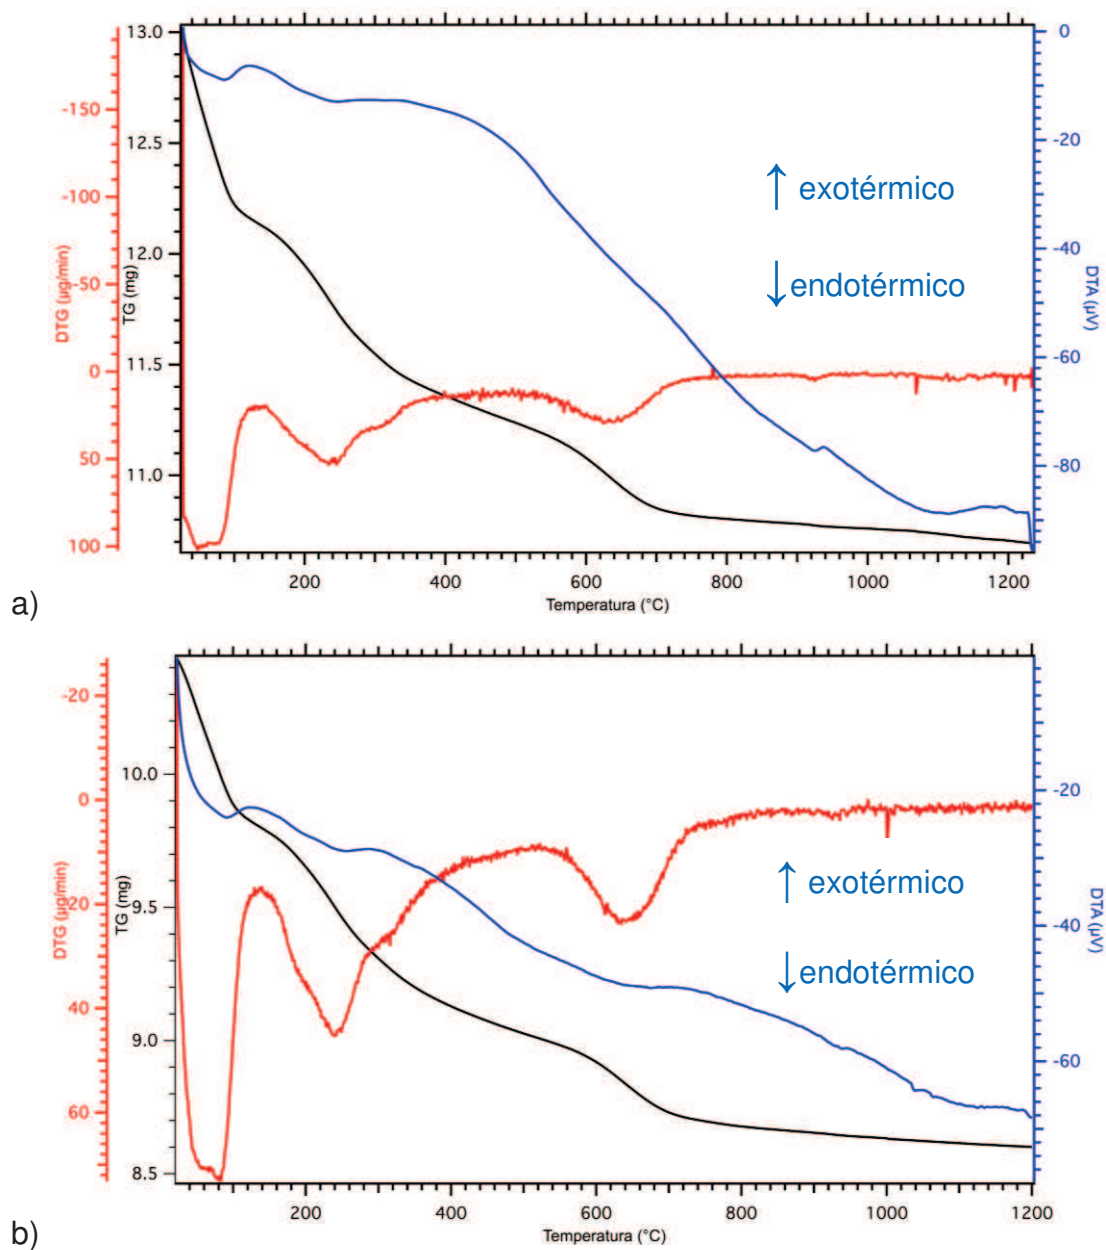 13.0
12.5
12.0
11.5
11.0
TG (mg)
-150
-100
-50
0
50
100
DTG (µg/min)
0
-20
-40
-60
-80
DTA (µV)
↑ exotérmico
↓ endotérmico
200 400 600 800 1000 1200
Temperatura (°C)
a)
10.0
9.5
9.0
8.5
TG (mg)
-20
0
20
40
60
DTG (µg/min)
-20
-40
-60
DTA (µV)
↑ exotérmico
↓ endotérmico
200 400 600 800 1000 1200
Temperatura (°C)
b)